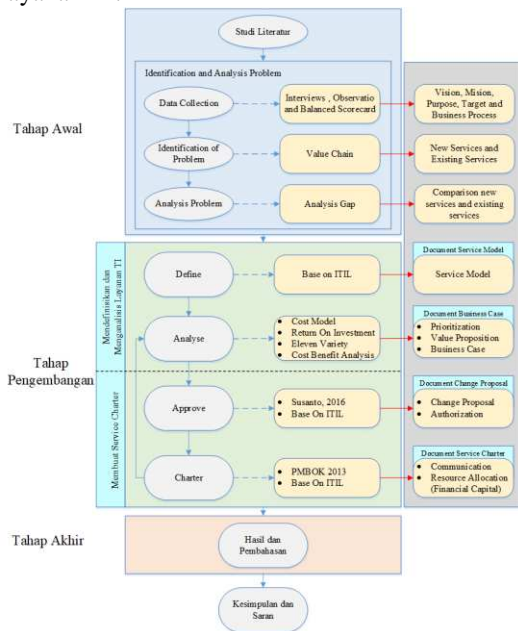 Studi Literatur
Tahap Awal
Identification and Analysis Problem
Data Collection
Interviews , Observatio
and Balanced Scorecard
Vision, Mision,
Purpose, Target and
Business Process
Identification of
Problem
Value Chain
New Services and
Existing Services
Analysis Problem
Analysis Gap
Comparison new
services and existing
services
Tahap
Pengembangan
Mendefinisikan dan
Menganalisis Layanan TI
Define
Base on ITIL
Document Service Model
Service Model
Analyse
• Cost Model
• Return On Investment
• Eleven Variety
• Cost Benefit Analysis
Document Business Case
• Prioritization
• Value Proposition
• Business Case
Membuat Service Charter
Approve
• Susanto, 2016
• Base On ITIL
Document Change Proposal
• Change Proposal
• Authorization
Charter
• PMBOK 2013
• Base On ITIL
Document Service Charter
• Communication
• Resource Allocation
(Financial Capital)
Tahap Akhir
Hasil dan
Pembahasan
Kesimpulan dan
Saran